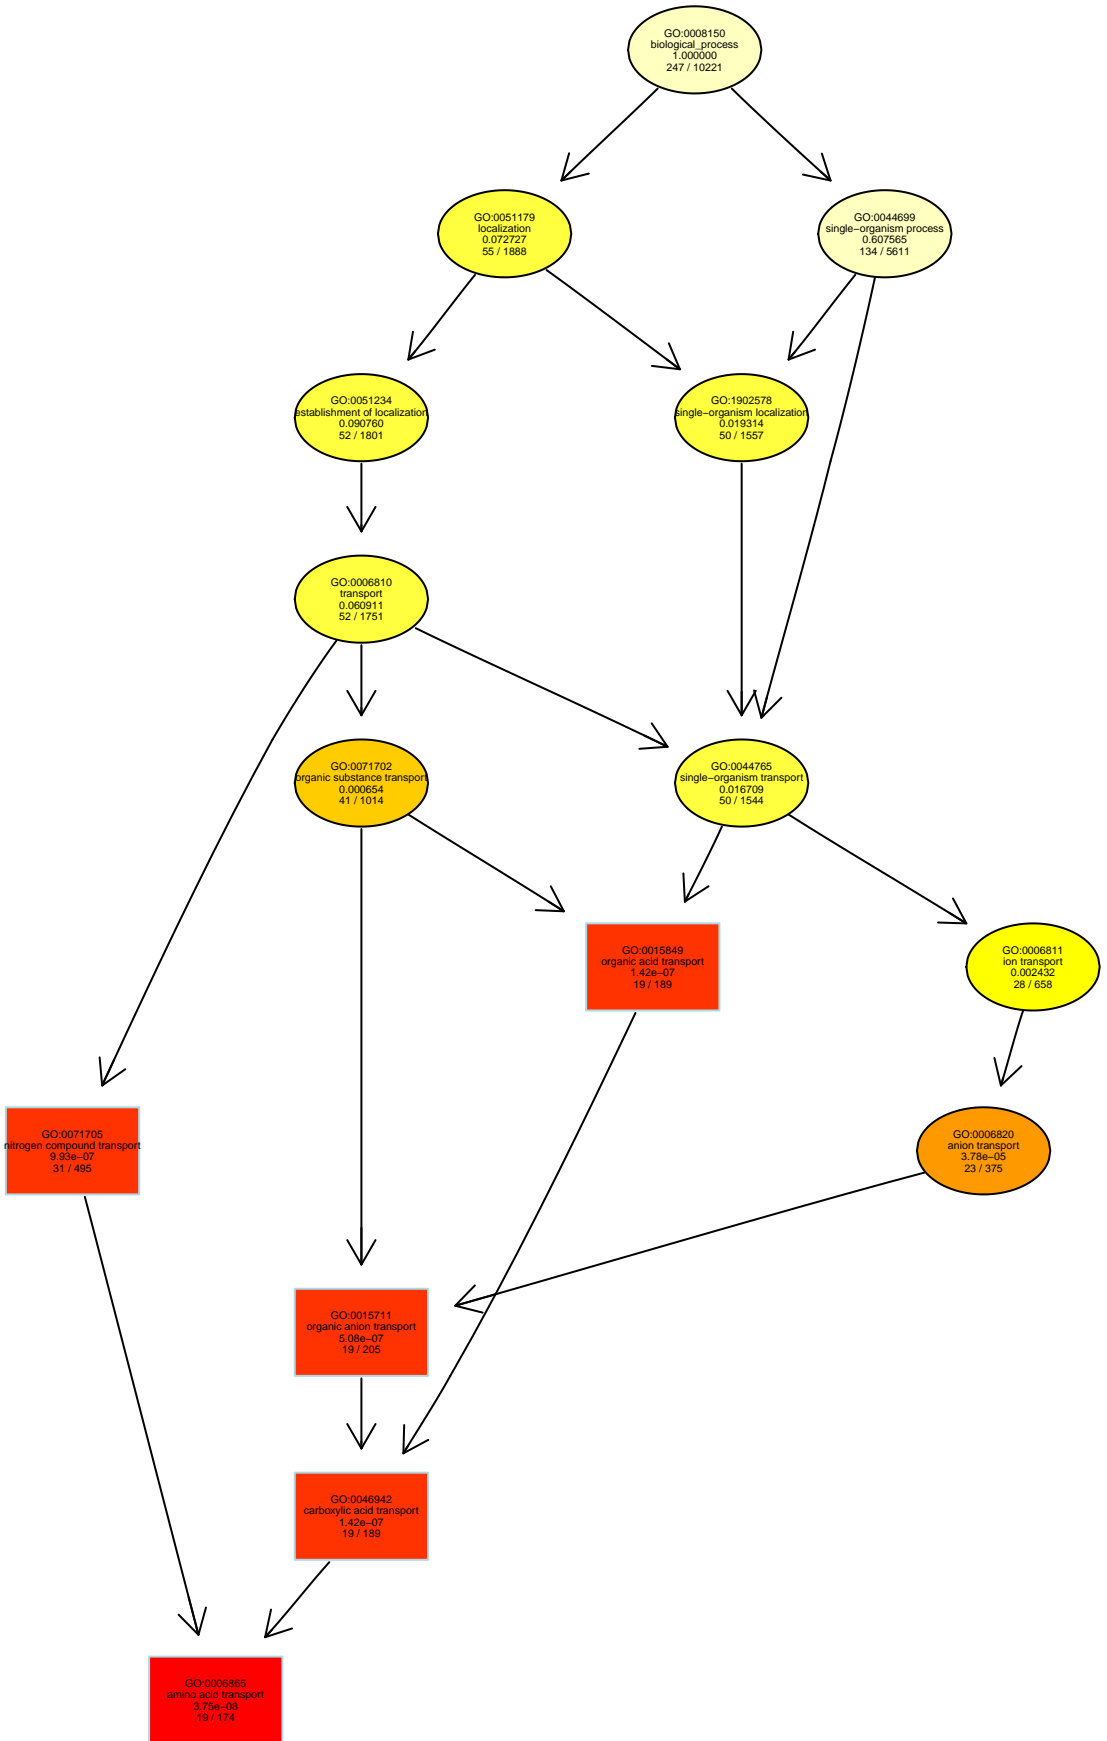 GO:0008150
biological_process
1.000000
247 / 10221
GO:0051179
localization
0.072727
55 / 1888
GO:0044699
single−organism process
0.607565
134 / 5611
GO:0051234
establishment of localization
0.090760
52 / 1801
GO:1902578
single−organism localization
0.019314
50 / 1557
GO:0006810
transport
0.060911
52 / 1751
GO:0071702
organic substance transport
0.000654
41 / 1014
GO:0044765
single−organism transport
0.016709
50 / 1544
GO:0015849
organic acid transport
1.42e−07
19 / 189
GO:0006811
ion transport
0.002432
28 / 658
GO:0071705
nitrogen compound transport
9.93e−07
31 / 495
GO:0006820
anion transport
3.78e−05
23 / 375
GO:0015711
organic anion transport
5.08e−07
19 / 205
GO:0046942
carboxylic acid transport
1.42e−07
19 / 189
GO:0006865
amino acid transport
3.75e−08
19 / 174